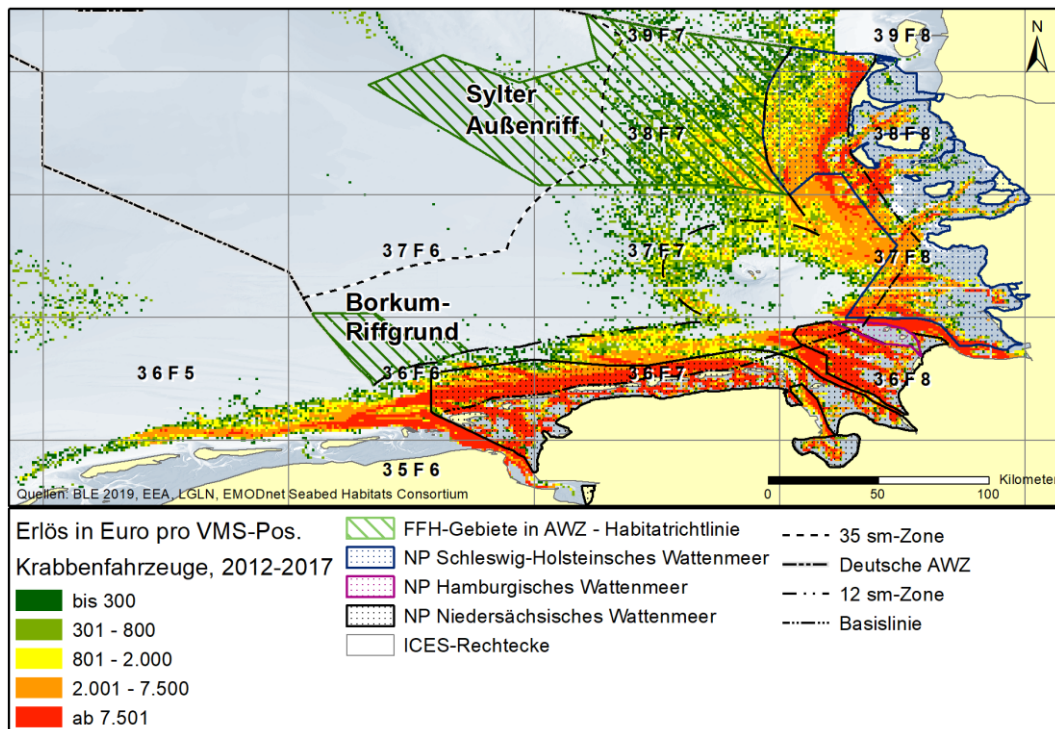 39F7
39F8
N
Sylter
Außenriff
38F7
38F8
37F6
37F7
37F8
Borkum-
Riffgrund
36F5
36F6
36F7
36F8
35F6
Kilometer
0 50 100
Quellen: BLE 2019, EEA, LGLN, EMODnet Seabed Habitats Consortium
Erlös in Euro pro VMS-Pos.
Krabbenfahrzeuge, 2012-2017
bis 300
301 - 800
801 - 2.000
2.001 - 7.500
ab 7.501
FFH-Gebiete in AWZ - Habitatrichtlinie
NP Schleswig-Holsteinsches Wattenmeer
NP Hamburgisches Wattenmeer
NP Niedersächsisches Wattenmeer
ICES-Rechtecke
35 sm-Zone
Deutsche AWZ
12 sm-Zone
Basislinie